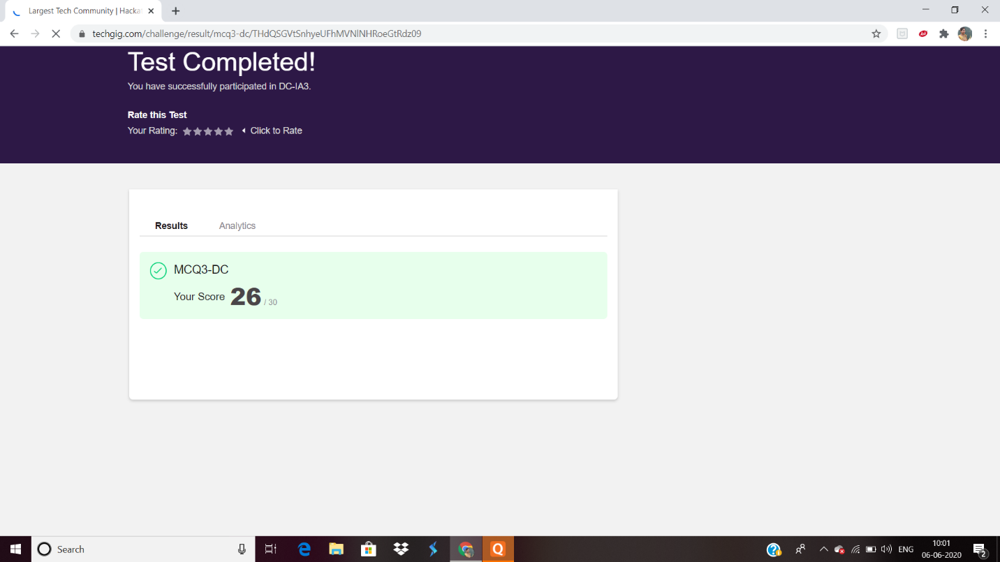 Largest Tech Community | Hacka
techgig.com/challenge/result/mcq3-dc/THdQSGVtSnhyeUFhMVNlNHRoeGtRdz09
Test Completed!
You have successfully participated in DC-IA3.
Rate this Test
Your Rating: Click to Rate
Results Analytics
MCQ3-DC
Your Score 26 / 30
Search
ENG
10:01
06-06-2020
2